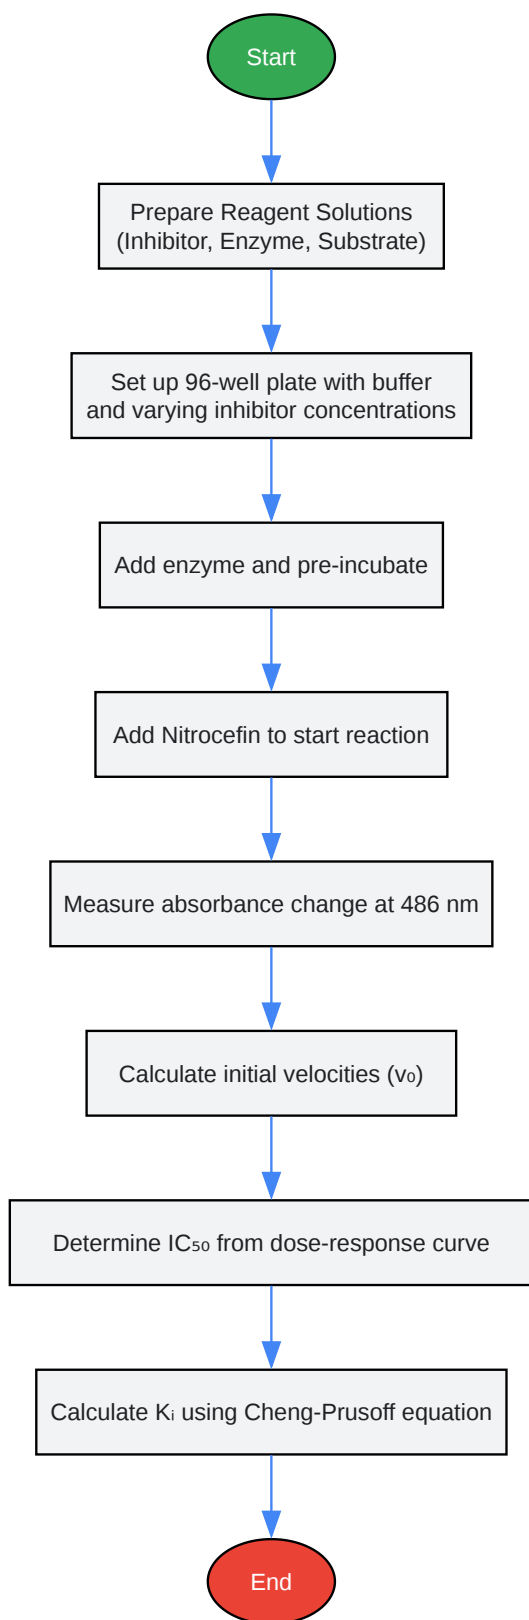 Start
Prepare Reagent Solutions
(Inhibitor, Enzyme, Substrate)
Set up 96-well plate with buffer
and varying inhibitor concentrations
Add enzyme and pre-incubate
Add Nitrocefin to start reaction
Measure absorbance change at 486 nm
Calculate initial velocities (v₀)
Determine IC₅₀ from dose-response curve
Calculate Kᵢ using Cheng-Prusoff equation
End